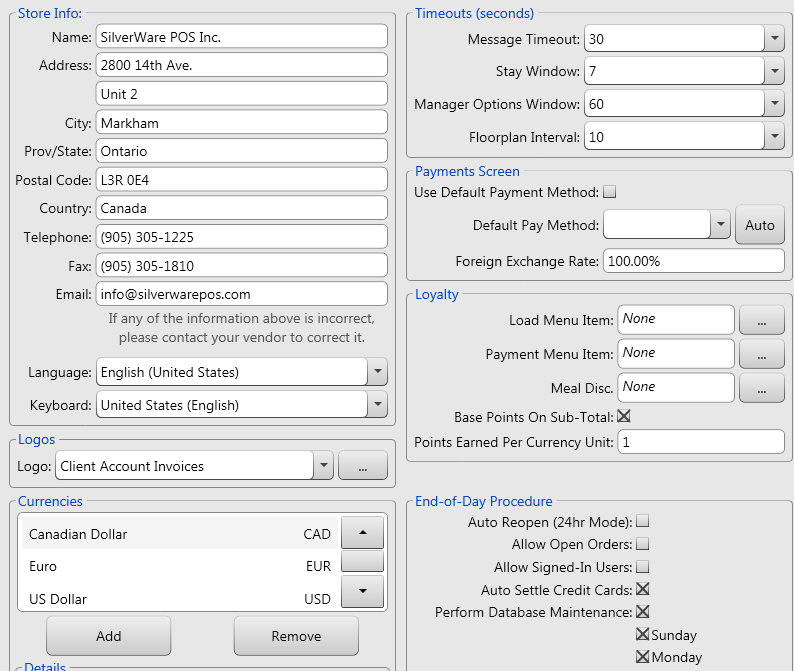 Store Info:
Name: SilverWare POS Inc.
Address: 2800 14th Ave.
Unit 2
City: Markham
Prov/State: Ontario
Postal Code: L3R 0E4
Country: Canada
Telephone: (905) 305-1225
Fax: (905) 305-1810
Email: info@silverwarepos.com
If any of the information above is incorrect,
please contact your vendor to correct it.
Language: English (United States)
Keyboard: United States (English)
Logos
Logo: Client Account Invoices ...
Currencies
Canadian Dollar CAD
Euro EUR
US Dollar USD
Add Remove
Details
Timeouts (seconds)
Message Timeout: 30
Stay Window: 7
Manager Options Window: 60
Floorplan Interval: 10
Payments Screen
Use Default Payment Method:
Default Pay Method: Auto
Foreign Exchange Rate: 100.00%
Loyalty
Load Menu Item: None ...
Payment Menu Item: None ...
Meal Disc. None ...
Base Points On Sub-Total:
Points Earned Per Currency Unit: 1
End-of-Day Procedure
Auto Reopen (24hr Mode):
Allow Open Orders:
Allow Signed-In Users:
Auto Settle Credit Cards:
Perform Database Maintenance:
Sunday
Monday